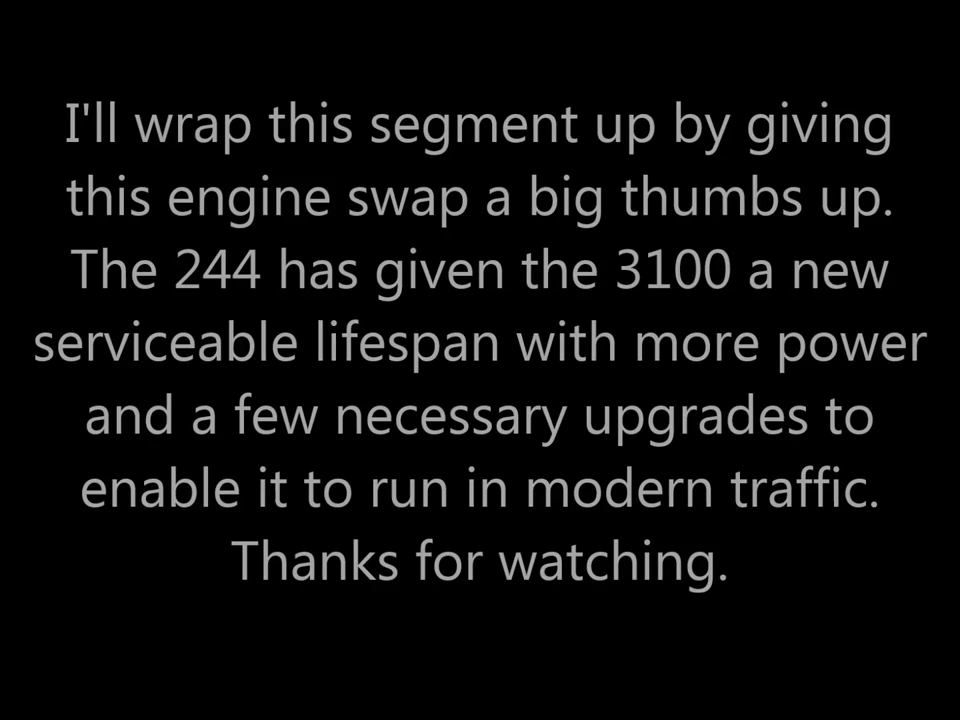 I'll wrap this segment up by giving
this engine swap a big thumbs up.
The 244 has given the 3100 a new
serviceable lifespan with more power
and a few necessary upgrades to
enable it to run in modern traffic.
Thanks for watching.